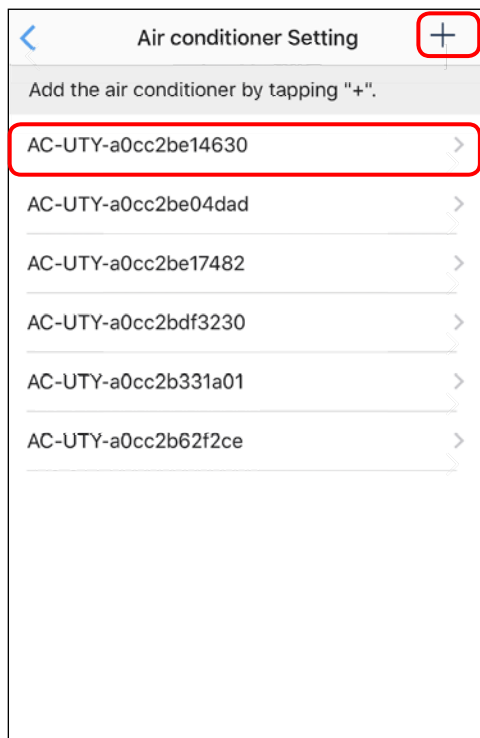 Air conditioner Setting
Add the air conditioner by tapping "+".
AC-UTY-a0cc2be14630
AC-UTY-a0cc2be04dad
AC-UTY-a0cc2be17482
AC-UTY-a0cc2bdf3230
AC-UTY-a0cc2b331a01
AC-UTY-a0cc2b62f2ce